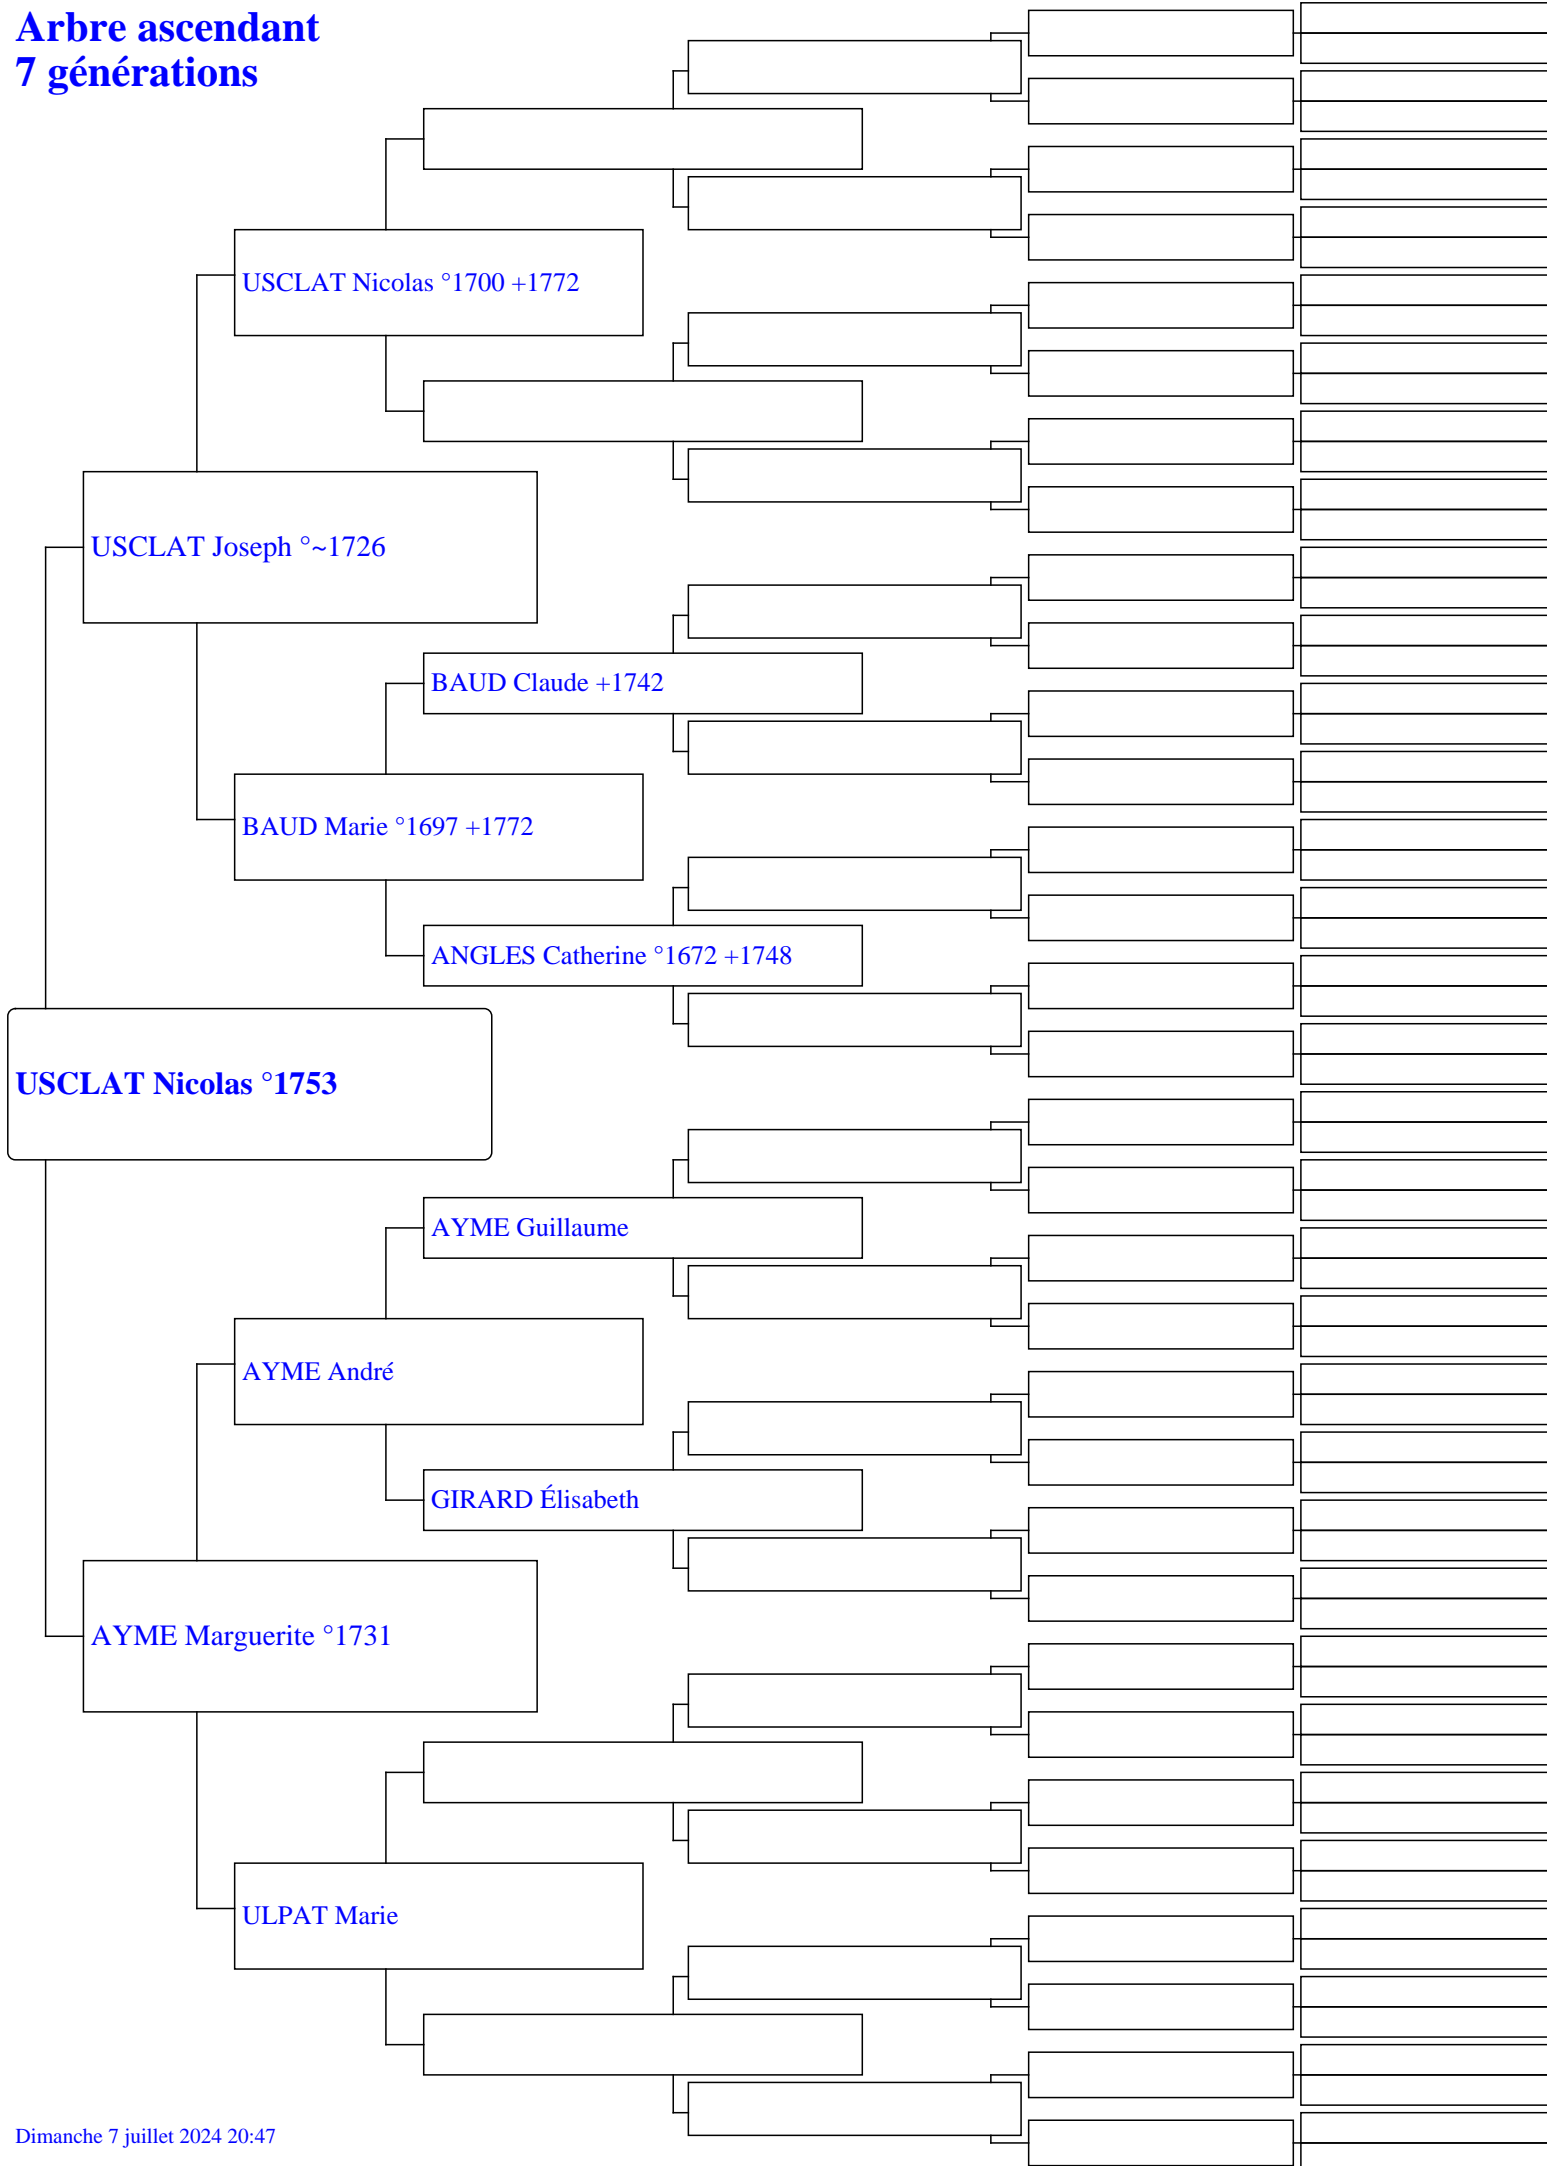 Arbre ascendant
7 générations
USCLAT Nicolas °1700 +1772
USCLAT Joseph °~1726
BAUD Claude +1742
BAUD Marie °1697 +1772
ANGLES Catherine °1672 +1748
USCLAT Nicolas °1753
AYME Guillaume
AYME André
GIRARD Élisabeth
AYME Marguerite °1731
ULPAT Marie
Dimanche 7 juillet 2024 20:47